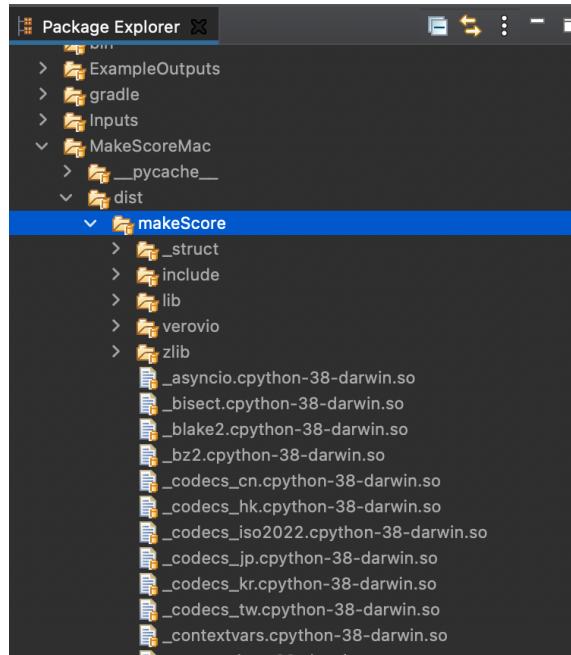 Package Explorer
bin
ExampleOutputs
gradle
Inputs
MakeScoreMac
__pycache__
dist
makeScore
_struct
include
lib
verovio
zlib
_asyncio.cpython-38-darwin.so
_bisect.cpython-38-darwin.so
_blake2.cpython-38-darwin.so
_bz2.cpython-38-darwin.so
_codecs_cn.cpython-38-darwin.so
_codecs_hk.cpython-38-darwin.so
_codecs_iso2022.cpython-38-darwin.so
_codecs_jp.cpython-38-darwin.so
_codecs_kr.cpython-38-darwin.so
_codecs_tw.cpython-38-darwin.so
_contextvars.cpython-38-darwin.so